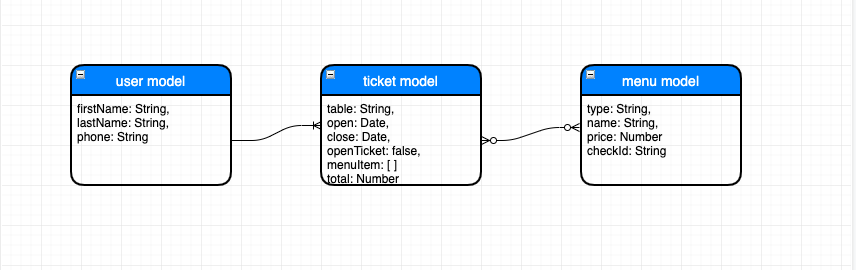 user model
firstName: String,
lastName: String,
phone: String
ticket model
table: String,
open: Date,
close: Date,
openTicket: false,
menuItem: [ ]
total: Number
menu model
type: String,
name: String,
price: Number
checkId: String